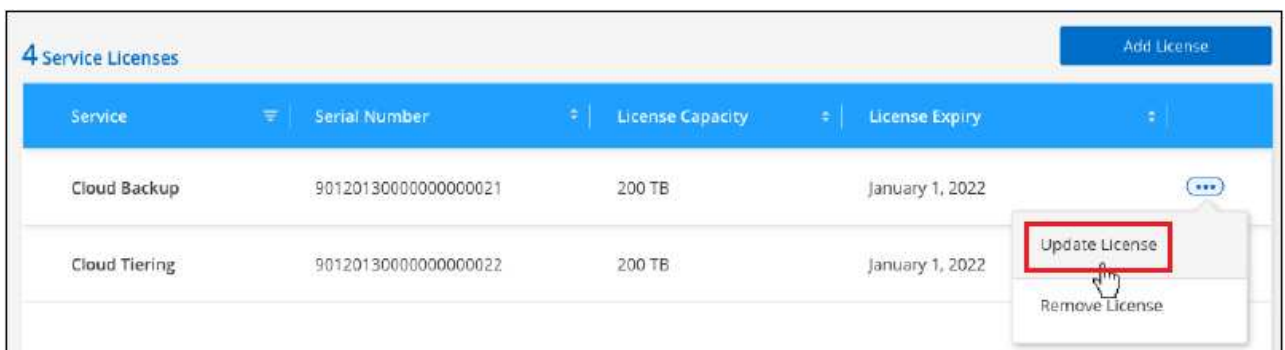 4 Service Licenses
Add License
Service Serial Number License Capacity License Expiry
Cloud Backup 90120130000000000021 200 TB January 1, 2022
Update License
Cloud Tiering 90120130000000000022 200 TB January 1, 2022
Remove License